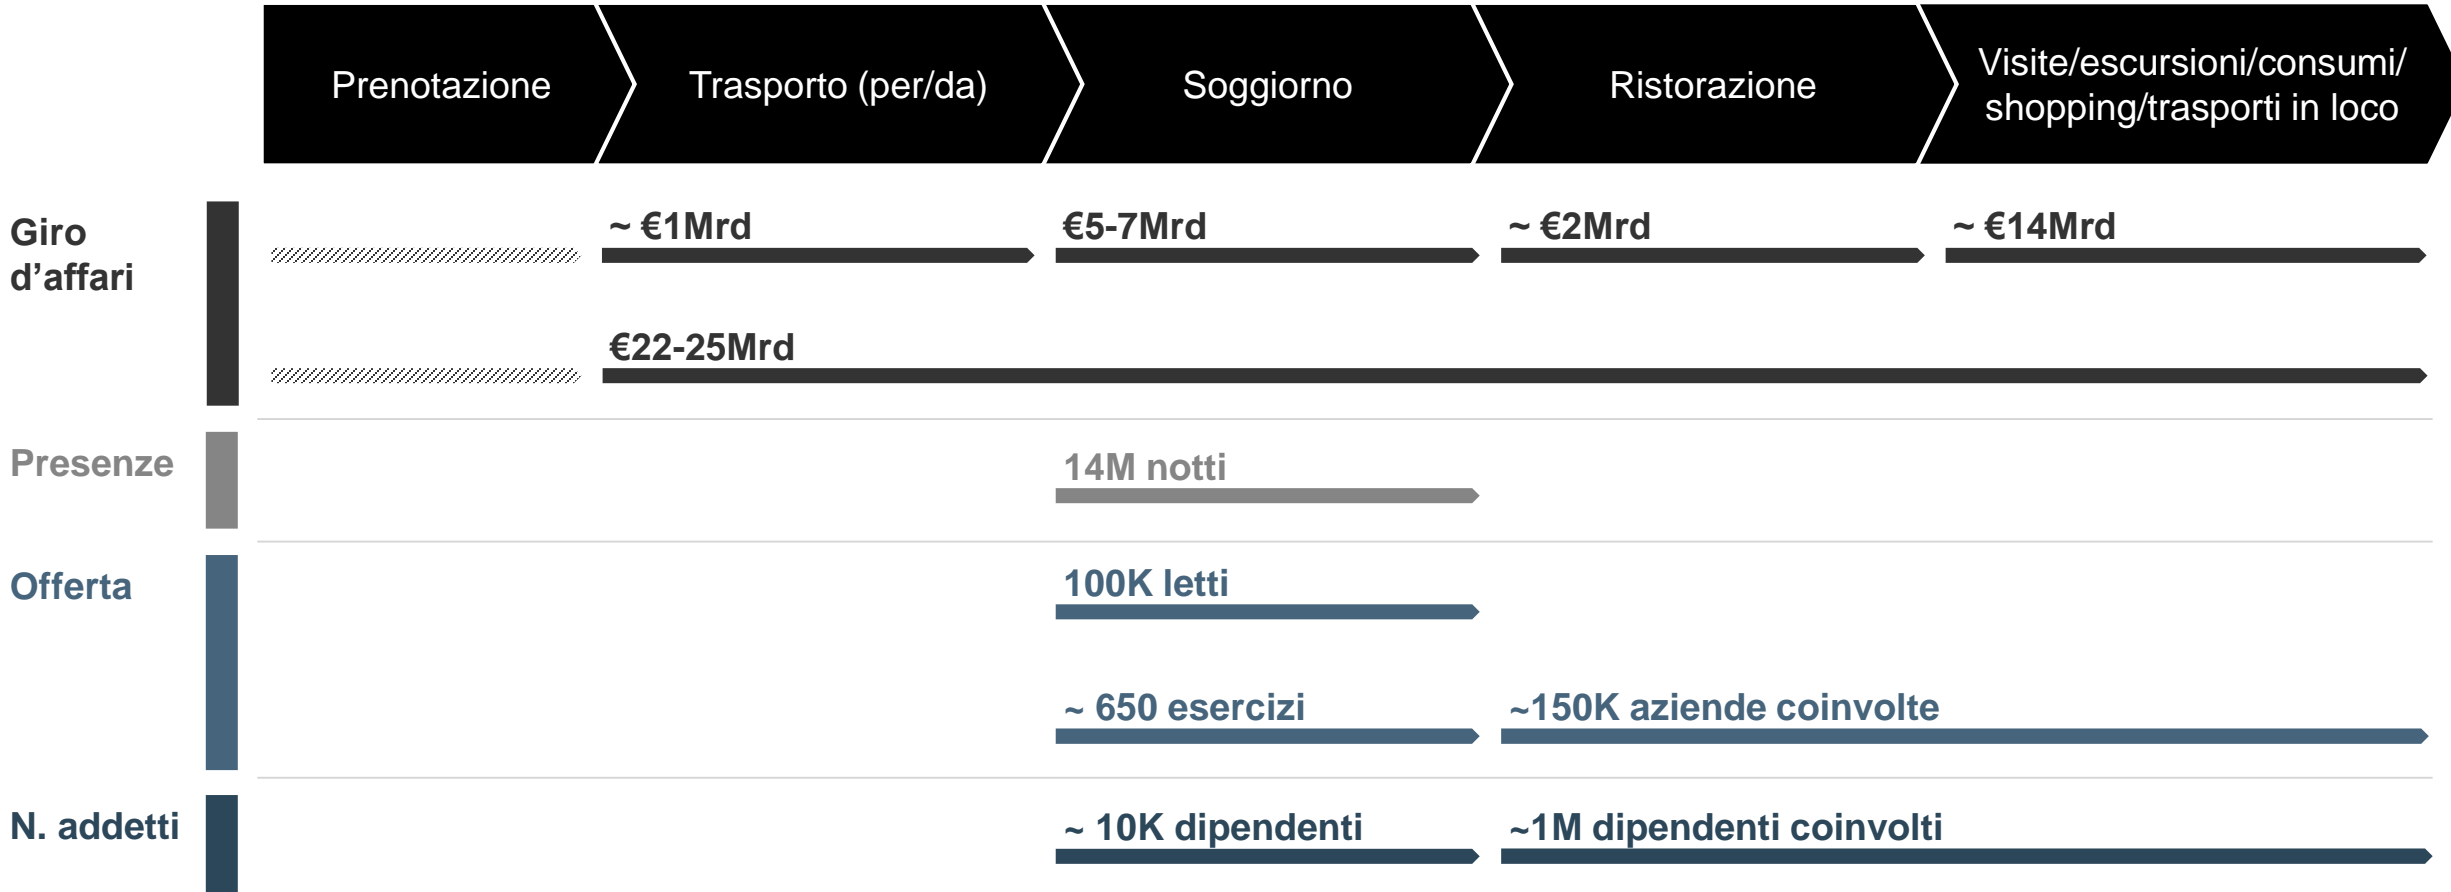 Prenotazione
Trasporto (per/da)
Soggiorno
Ristorazione
Visite/escursioni/consumi/
shopping/trasporti in loco
Giro
d’affari
~ €1Mrd
€5-7Mrd
~ €2Mrd
~ €14Mrd
€22-25Mrd
Presenze
14M notti
Offerta
100K letti
~ 650 esercizi
~150K aziende coinvolte
N. addetti
~ 10K dipendenti
~1M dipendenti coinvolti